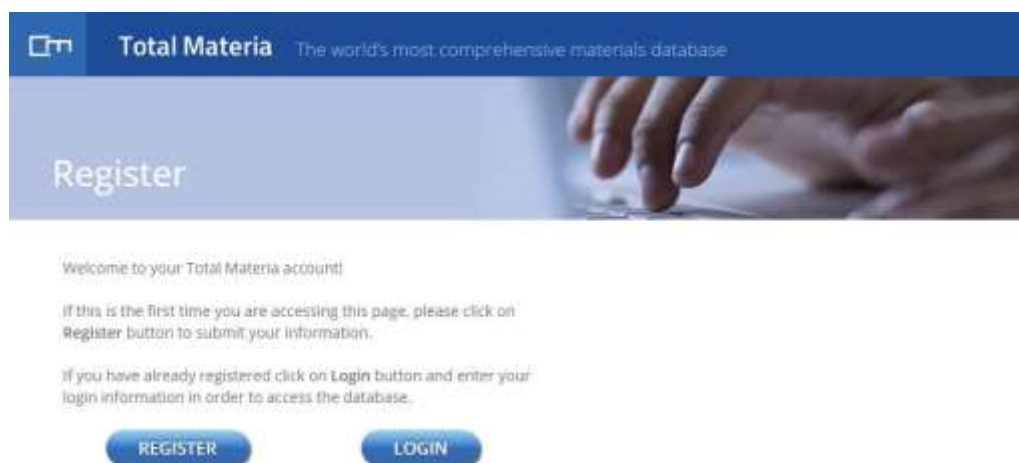 Total Materia The world's most comprehensive materials database
Register
Welcome to your Total Materia account!
If this is the first time you are accessing this page, please click on
Register button to submit your information.
If you have already registered click on Login button and enter your
login information in order to access the database.
REGISTER LOGIN